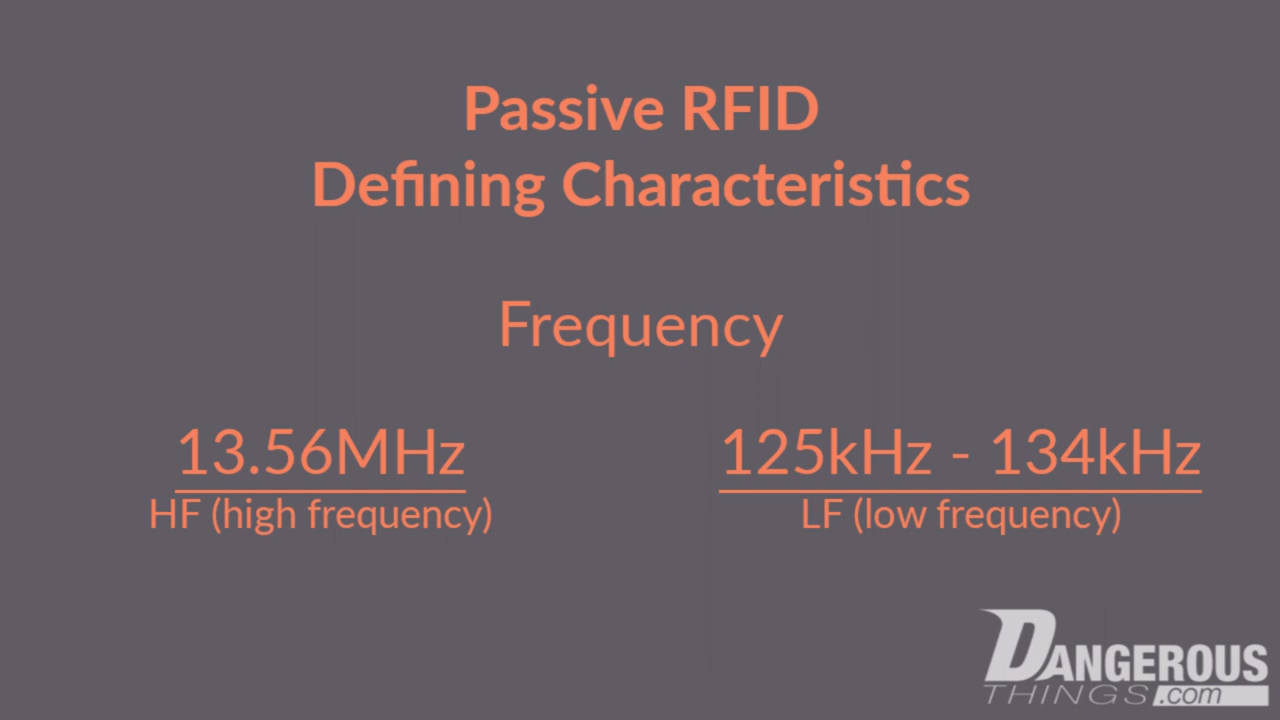 Passive RFID
Defining Characteristics
Frequency
13.56MHz
HF (high frequency)
125kHz - 134kHz
LF (low frequency)
DANGEROUS
THINGS.com